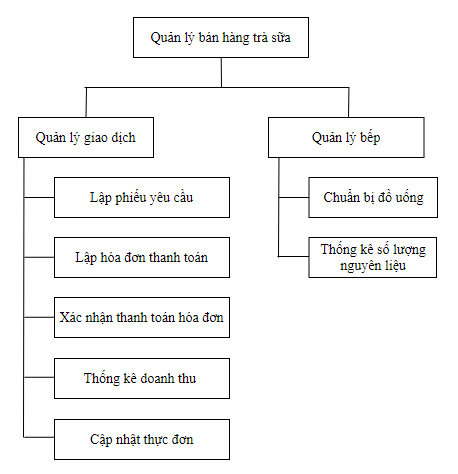 Quản lý bán hàng trà sữa
Quản lý giao dịch
Quản lý bếp
Lập phiếu yêu cầu
Chuẩn bị đồ uống
Lập hóa đơn thanh toán
Thống kê số lượng
nguyên liệu
Xác nhận thanh toán hóa đơn
Thống kê doanh thu
Cập nhật thực đơn